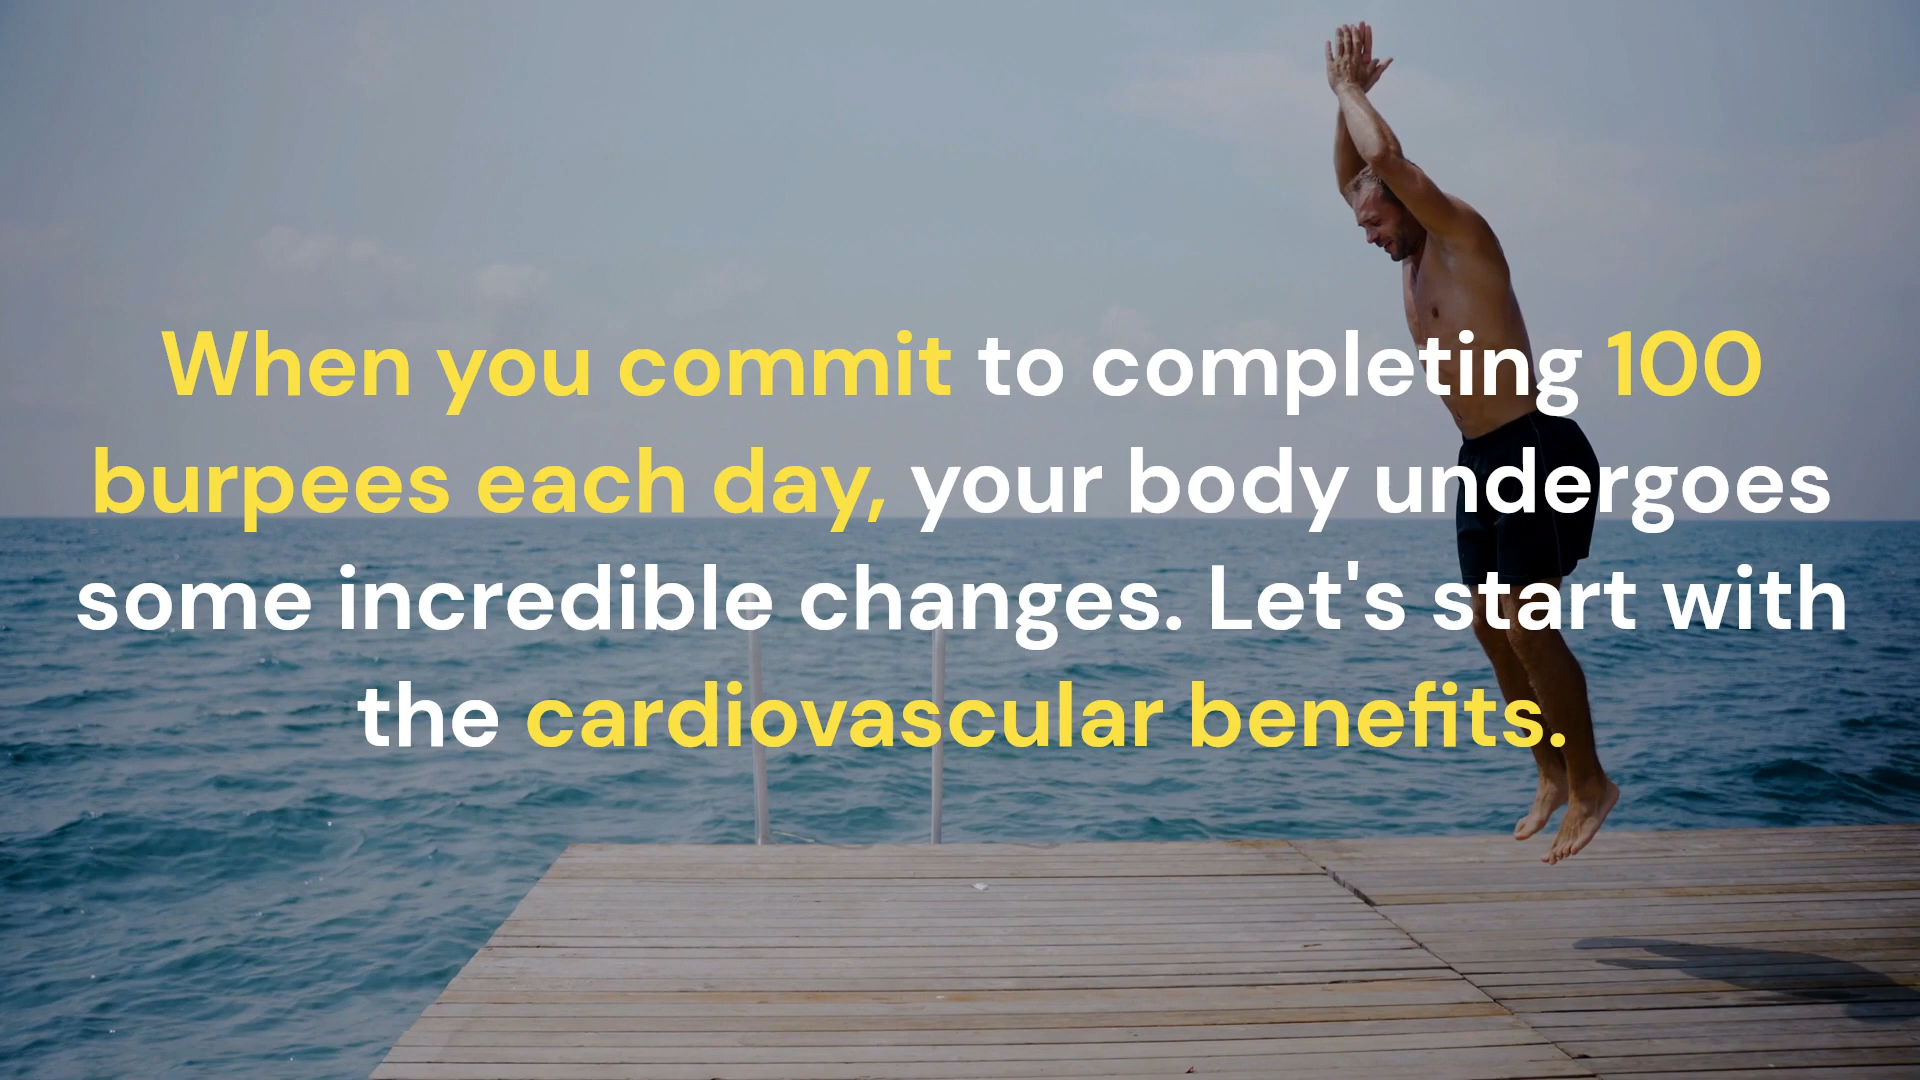 When you commit to completing 100
burpees each day, your body undergoes
some incredible changes. Let's start with
the cardiovascular benefits.